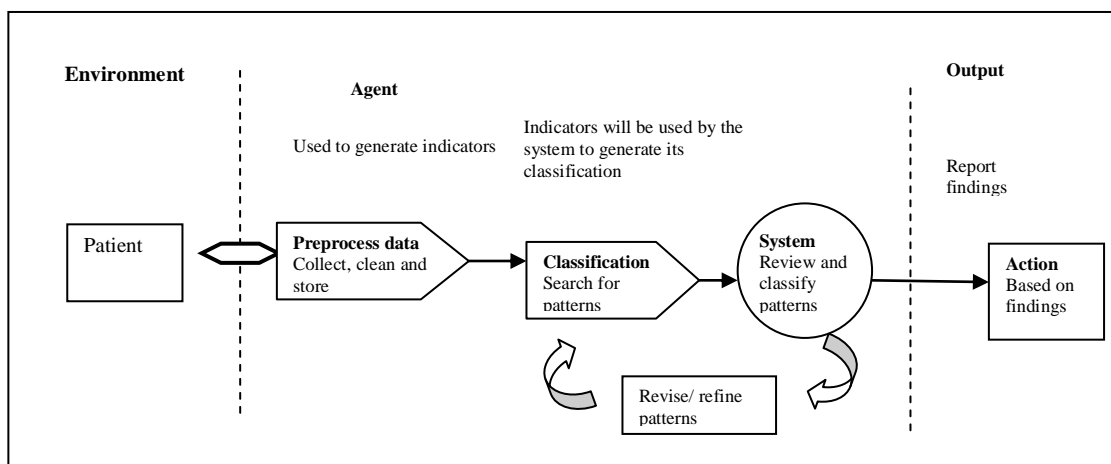 Environment
Agent
Output
Used to generate indicators
Indicators will be used by the
system to generate its
classification
Report
findings
Patient
Preprocess data
Collect, clean and
store
Classification
Search for
patterns
System
Review and
classify
patterns
Action
Based on
findings
Revise/ refine
patterns